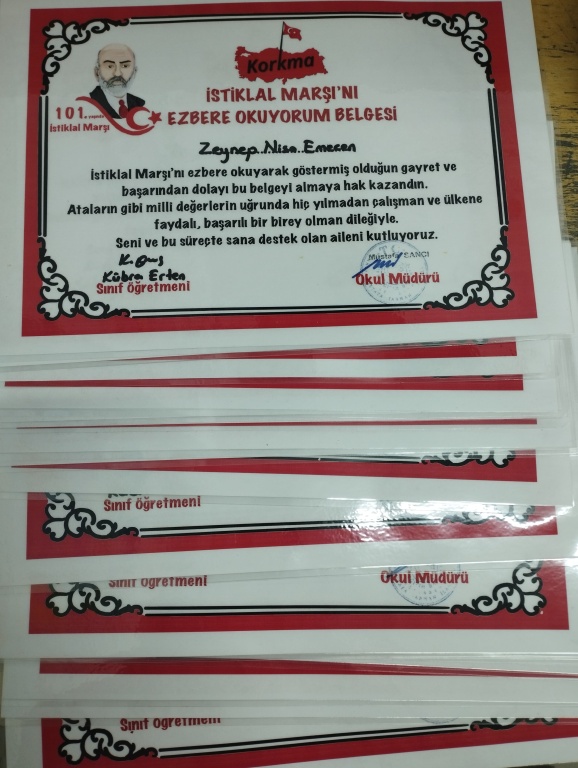 Korkma
101. yılında
İstiklal Marşı
İSTİKLAL MARŞI'NI
EZBERE OKUYORUM BELGESİ
Zeynep Nisa Emecen
İstiklal Marşı'nı ezbere okuyarak göstermiş olduğun gayret ve
başarından dolayı bu belgeyi almaya hak kazandın.
Ataların gibi milli değerlerin uğrunda hiç yılmadan çalışman ve ülkene
faydalı, başarılı bir birey olman dileğiyle.
Seni ve bu süreçte sana destek olan aileni kutluyoruz.
Kübra Erten
Sınıf Öğretmeni
Mustafa SANCI
Okul Müdürü
Sınıf Öğretmeni
Sınıf Öğretmeni
Okul Müdürü
Sınıf Öğretmeni